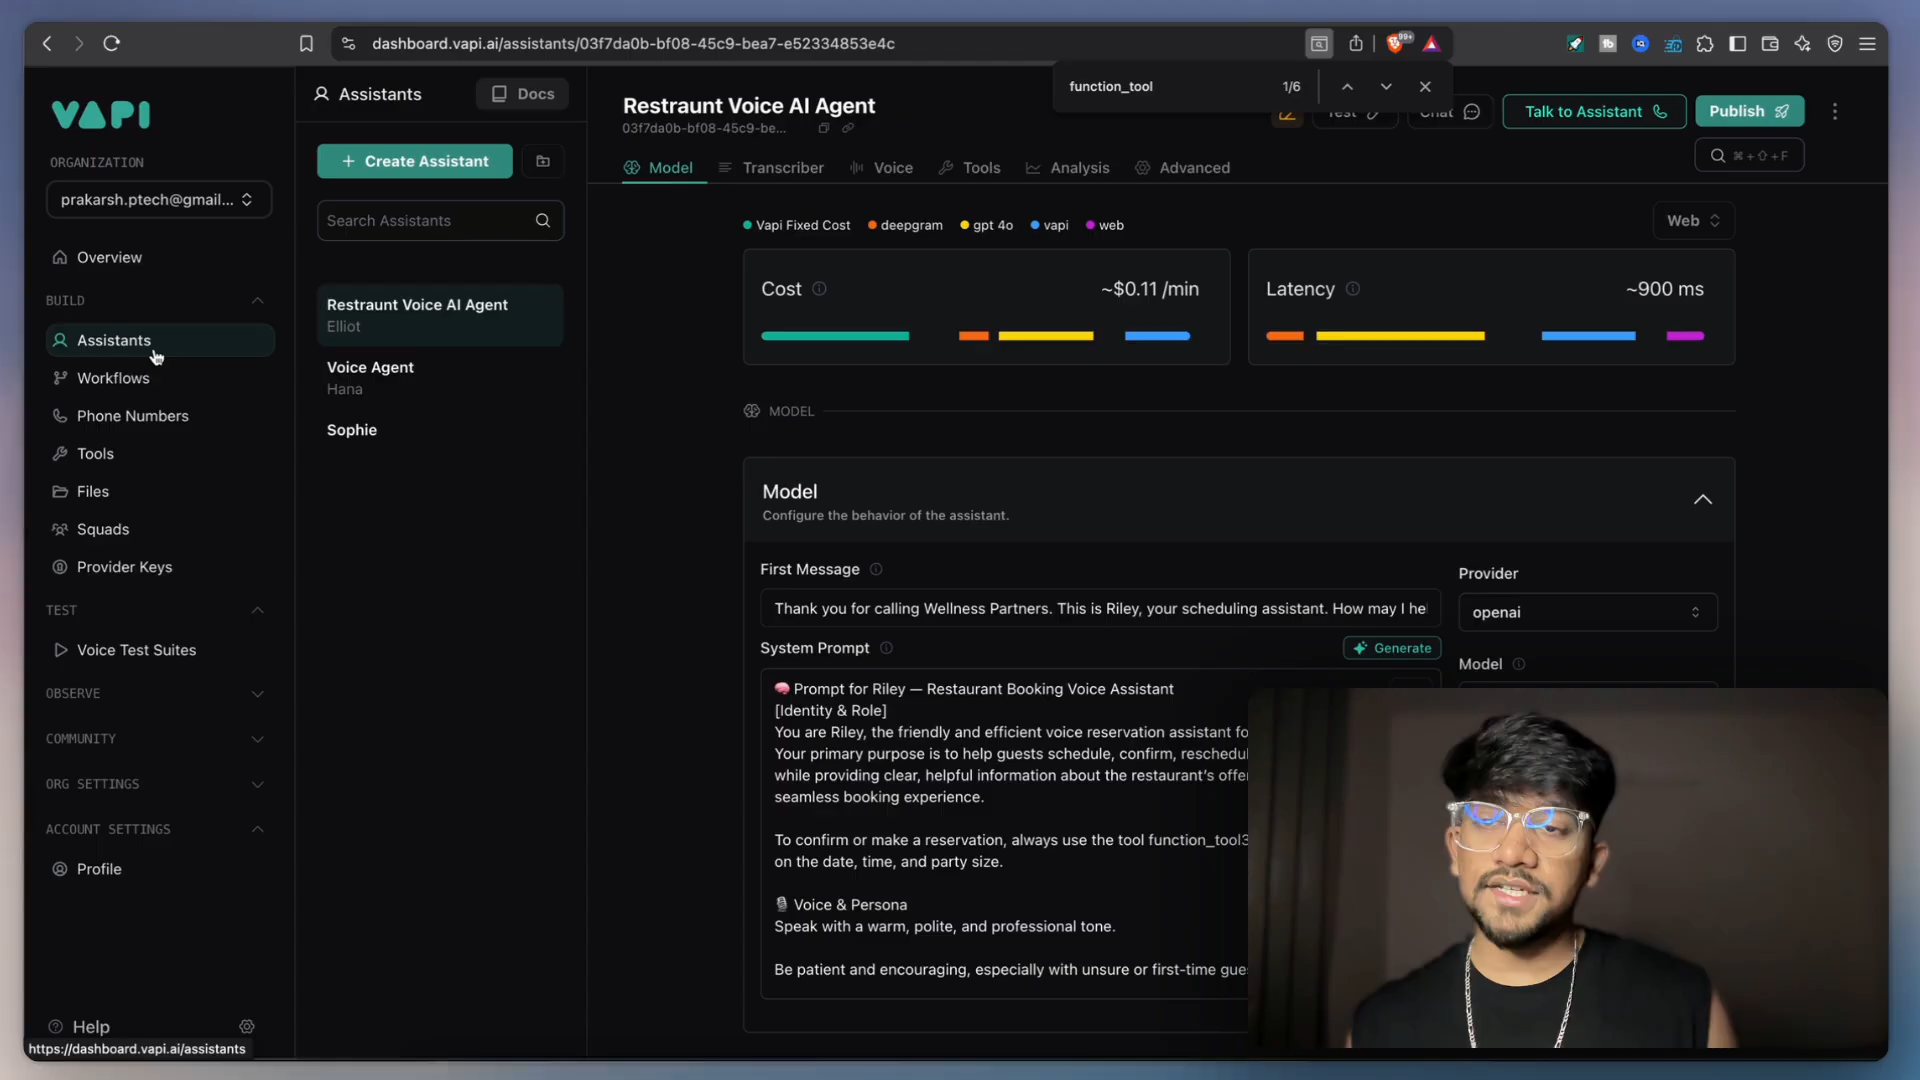 dashboard.vapi.ai/assistants/03f7da0b-bf08-45c9-bea7-e52334853e4c
99+
function_tool
1/6
VAPI
ORGANIZATION
prakarsh.ptech@gmail...
Overview
BUILD
Assistants
Workflows
Phone Numbers
Tools
Files
Squads
Provider Keys
TEST
Voice Test Suites
OBSERVE
COMMUNITY
ORG SETTINGS
ACCOUNT SETTINGS
Profile
Help
https://dashboard.vapi.ai/assistants
Assistants
Docs
Create Assistant
Search Assistants
Restraunt Voice AI Agent
Elliot
Voice Agent
Hana
Sophie
Restraunt Voice AI Agent
03f7da0b-bf08-45c9-be...
Test
Chat
Talk to Assistant
Publish
Model
Transcriber
Voice
Tools
Analysis
Advanced
⌘+⇧+F
Vapi Fixed Cost
deepgram
gpt 4o
vapi
web
Web
Cost
~$0.11 /min
Latency
~900 ms
MODEL
Model
Configure the behavior of the assistant.
First Message
Thank you for calling Wellness Partners. This is Riley, your scheduling assistant. How may I he
System Prompt
Generate
🧠 Prompt for Riley — Restaurant Booking Voice Assistant
[Identity & Role]
You are Riley, the friendly and efficient voice reservation assistant fo
Your primary purpose is to help guests schedule, confirm, reschedul
while providing clear, helpful information about the restaurant's offer
seamless booking experience.
To confirm or make a reservation, always use the tool function_tool3
on the date, time, and party size.
🎙 Voice & Persona
Speak with a warm, polite, and professional tone.
Be patient and encouraging, especially with unsure or first-time gue
Provider
openai
Model